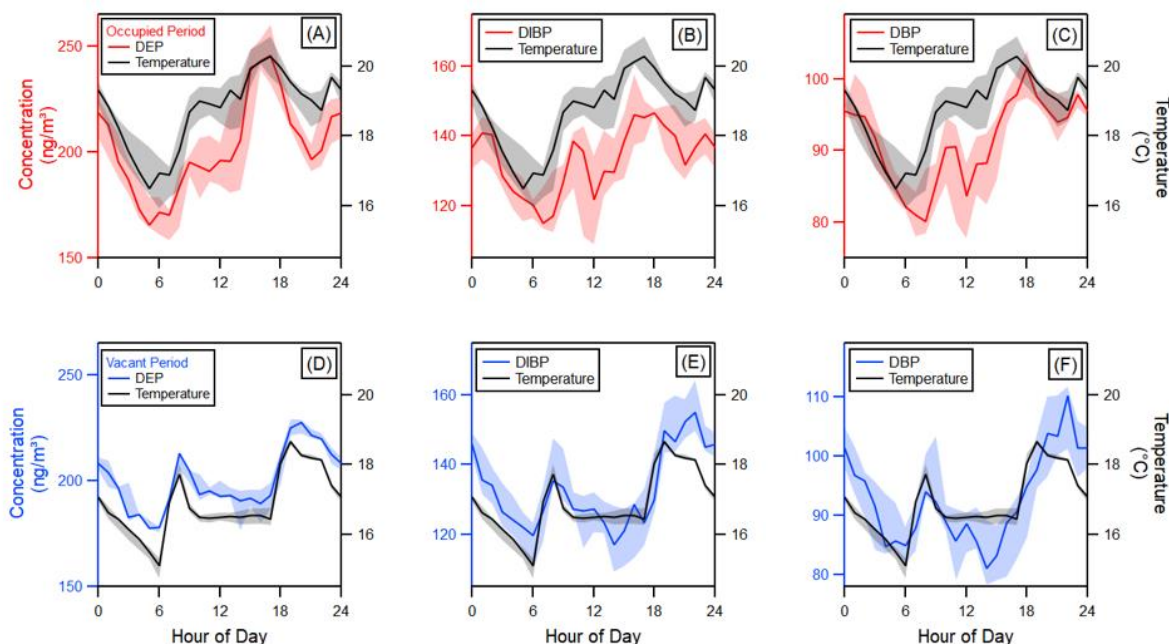 Occupied Period
DEP
Temperature
(A)
DIBP
Temperature
(B)
DBP
Temperature
(C)
Concentration
(ng/m³)
250
200
150
160
140
120
100
90
80
20
18
16
20
18
16
20
18
16
Temperature
(°C)
0 6 12 18 24
0 6 12 18 24
0 6 12 18 24
Vacant Period
DEP
Temperature
(D)
DIBP
Temperature
(E)
DBP
Temperature
(F)
Concentration
(ng/m³)
250
200
150
160
140
120
110
100
90
80
20
18
16
20
18
16
20
18
16
Temperature
(°C)
0 6 12 18 24
0 6 12 18 24
0 6 12 18 24
Hour of Day
Hour of Day
Hour of Day